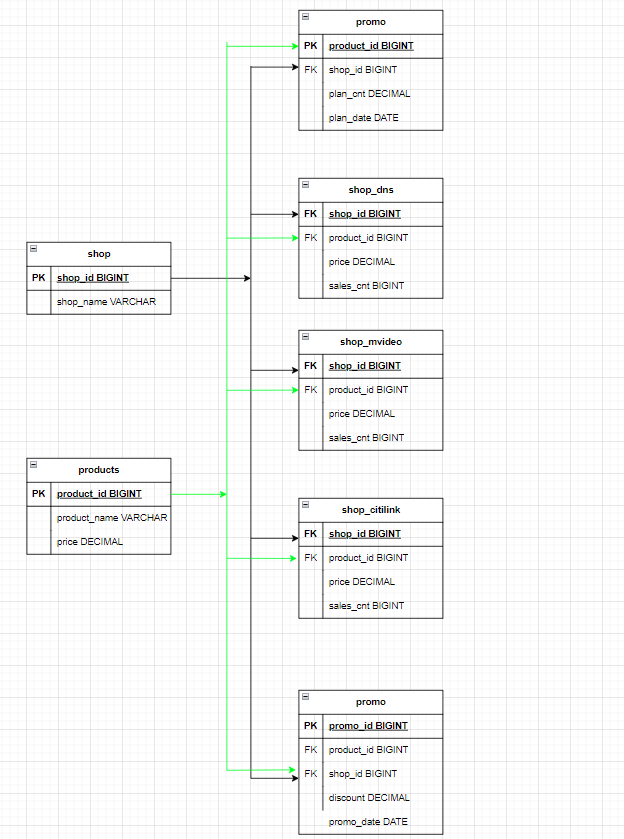 promo
PK product_id BIGINT
FK shop_id BIGINT
plan_cnt DECIMAL
plan_date DATE
shop_dns
FK shop_id BIGINT
FK product_id BIGINT
price DECIMAL
sales_cnt BIGINT
shop
PK shop_id BIGINT
shop_name VARCHAR
shop_mvideo
FK shop_id BIGINT
FK product_id BIGINT
price DECIMAL
sales_cnt BIGINT
products
PK product_id BIGINT
product_name VARCHAR
price DECIMAL
shop_citilink
FK shop_id BIGINT
FK product_id BIGINT
price DECIMAL
sales_cnt BIGINT
promo
PK promo_id BIGINT
FK product_id BIGINT
FK shop_id BIGINT
discount DECIMAL
promo_date DATE